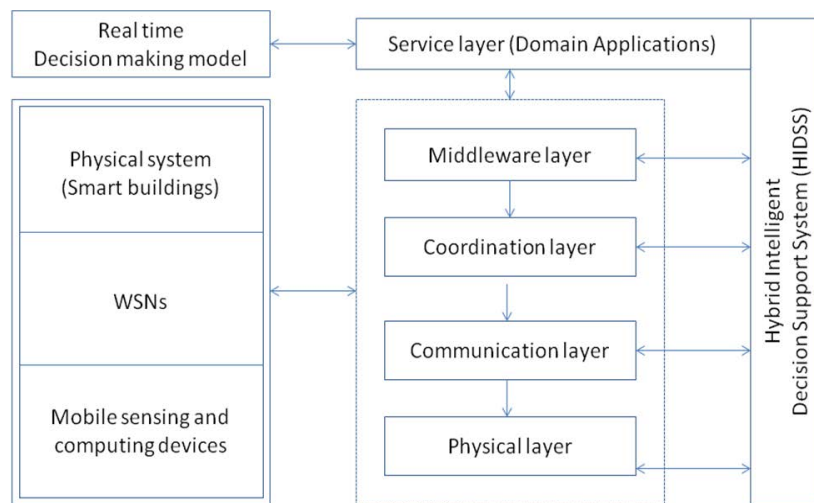 Real time
Decision making model
Service layer (Domain Applications)
Physical system
(Smart buildings)
WSNs
Mobile sensing and
computing devices
Middleware layer
Coordination layer
Communication layer
Physical layer
Hybrid Intelligent
Decision Support System (HIDSS)